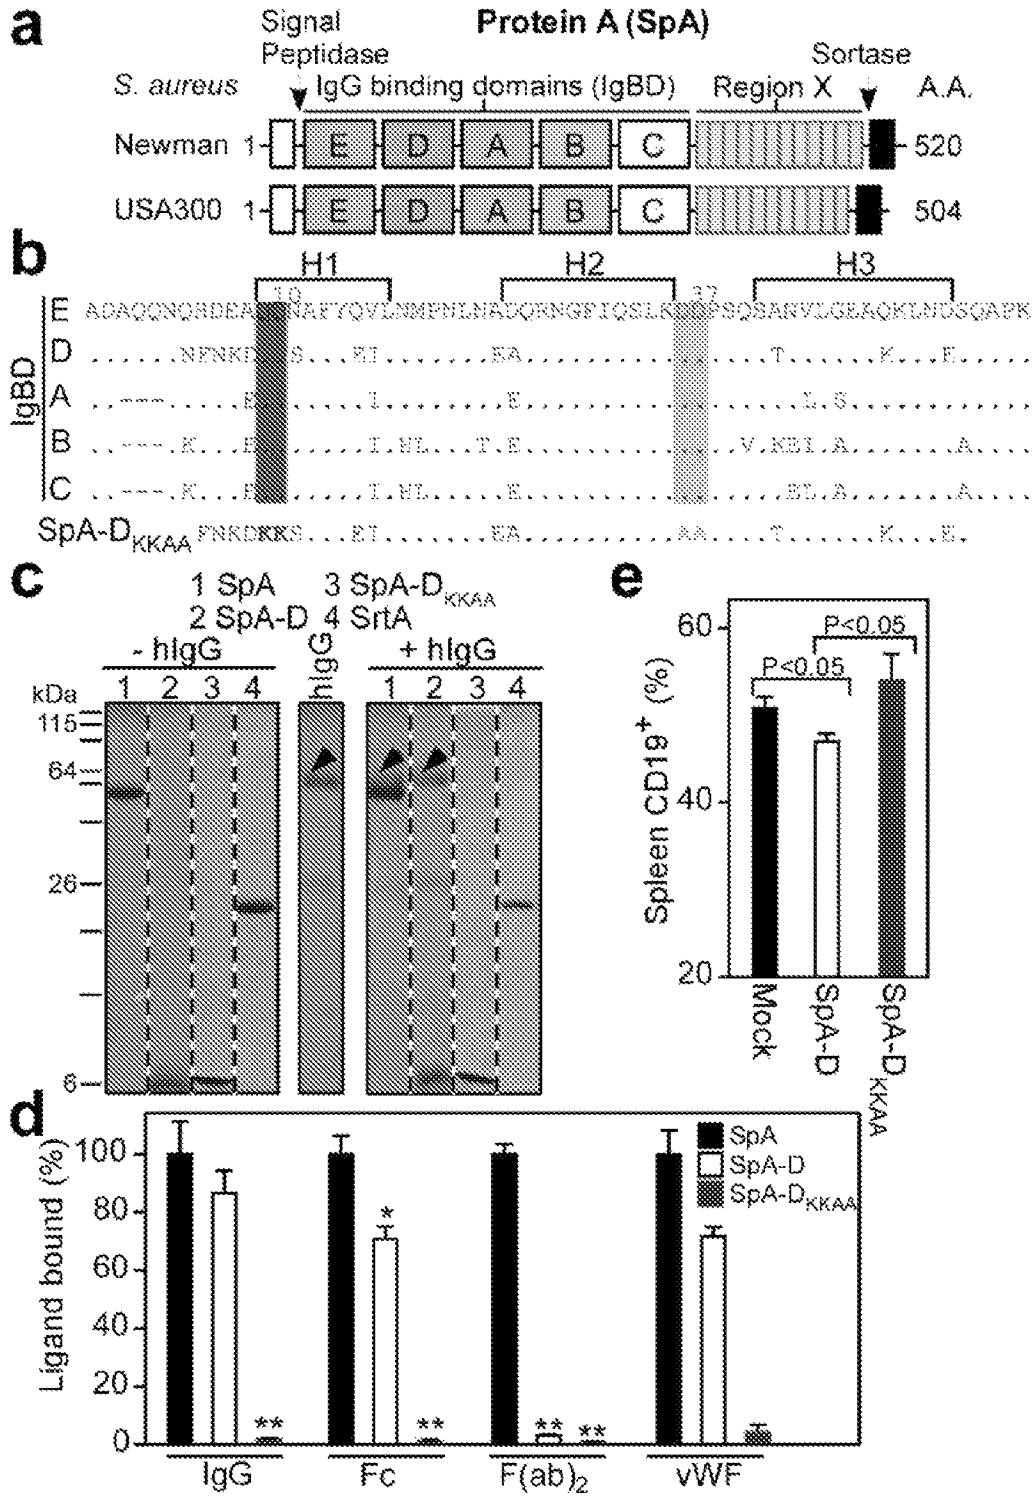 a
Protein A (SpA)
Signal
Peptidase
Sortase
S. aureus
IgG binding domains (IgBD)
Region X
A.A.
Newman 1 E D A B C 520
USA300 1 E D A B C 504
b
H1 H2 H3
10 37
IgBD
E
D
A
B
C
SpA-DKKAA
c
1 SpA 3 SpA-DKKAA
2 SpA-D 4 SrtA
- hIgG
hIgG
+ hIgG
kDa
1 2 3 4
1 2 3 4
115
64
26
6
e
Spleen CD19+ (%)
60
40
20
P<0.05
P<0.05
Mock
SpA-D
SpA-DKKAA
d
Ligand bound (%)
100
80
60
40
20
0
SpA
SpA-D
SpA-DKKAA
**
*
**
**
**
IgG
Fc
F(ab)2
vWF